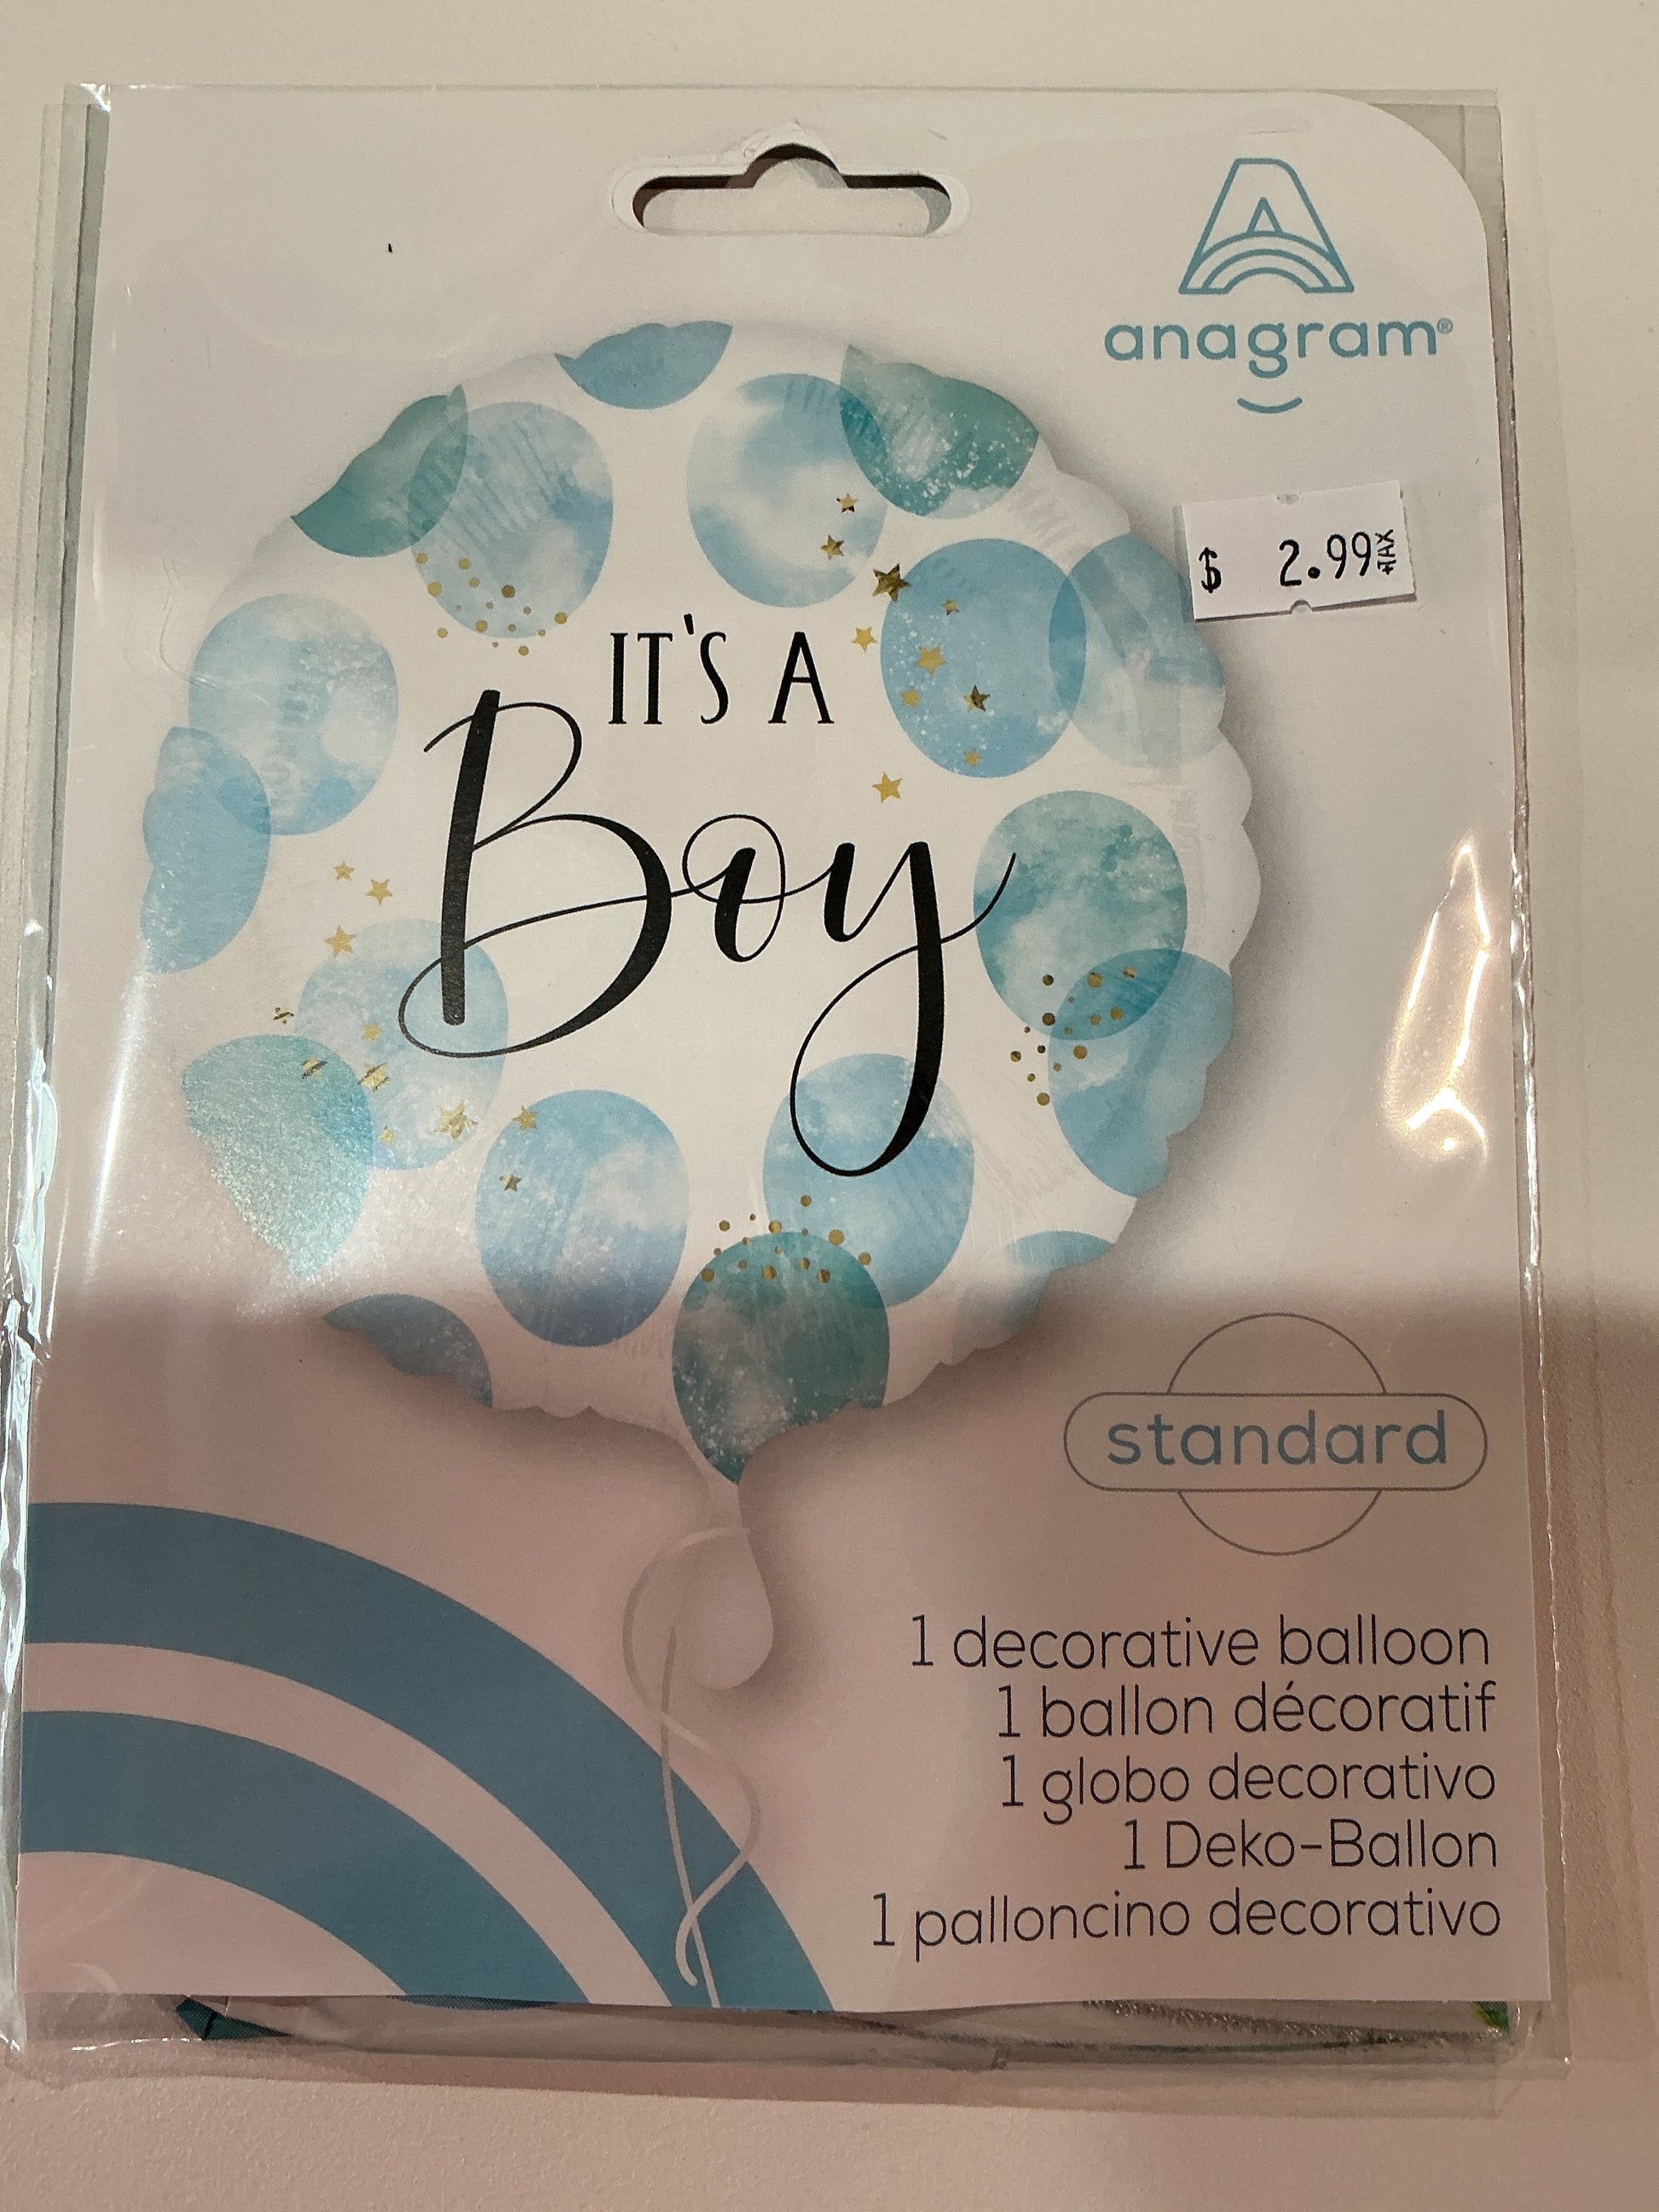 anagram®
$ 2.99 +TAX
IT'S A
Boy
standard
1 decorative balloon
1 ballon décoratif
1 globo decorativo
1 Deko-Ballon
1 palloncino decorativo